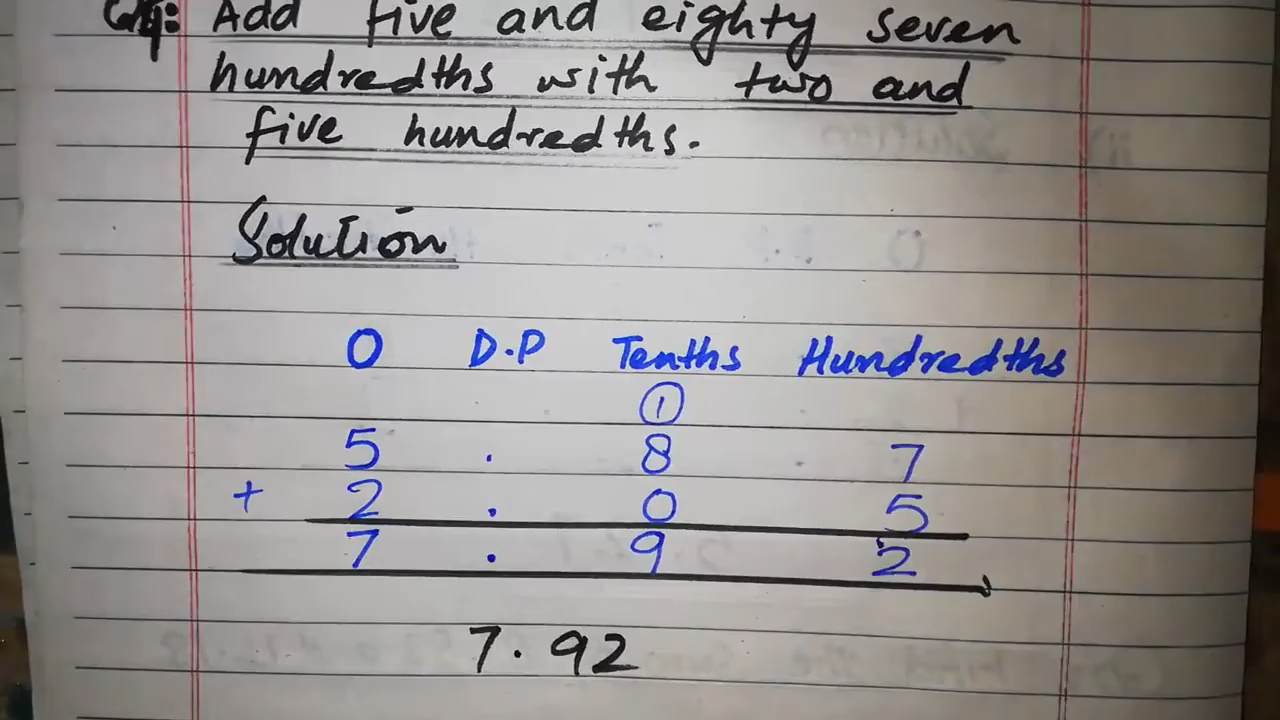 Add five and eighty seven
hundredths with two and
five hundredths.
Solution
O D.P Tenths Hundredths
1
5 . 8 7
+ 2 . 0 5
7 . 9 2
7.92